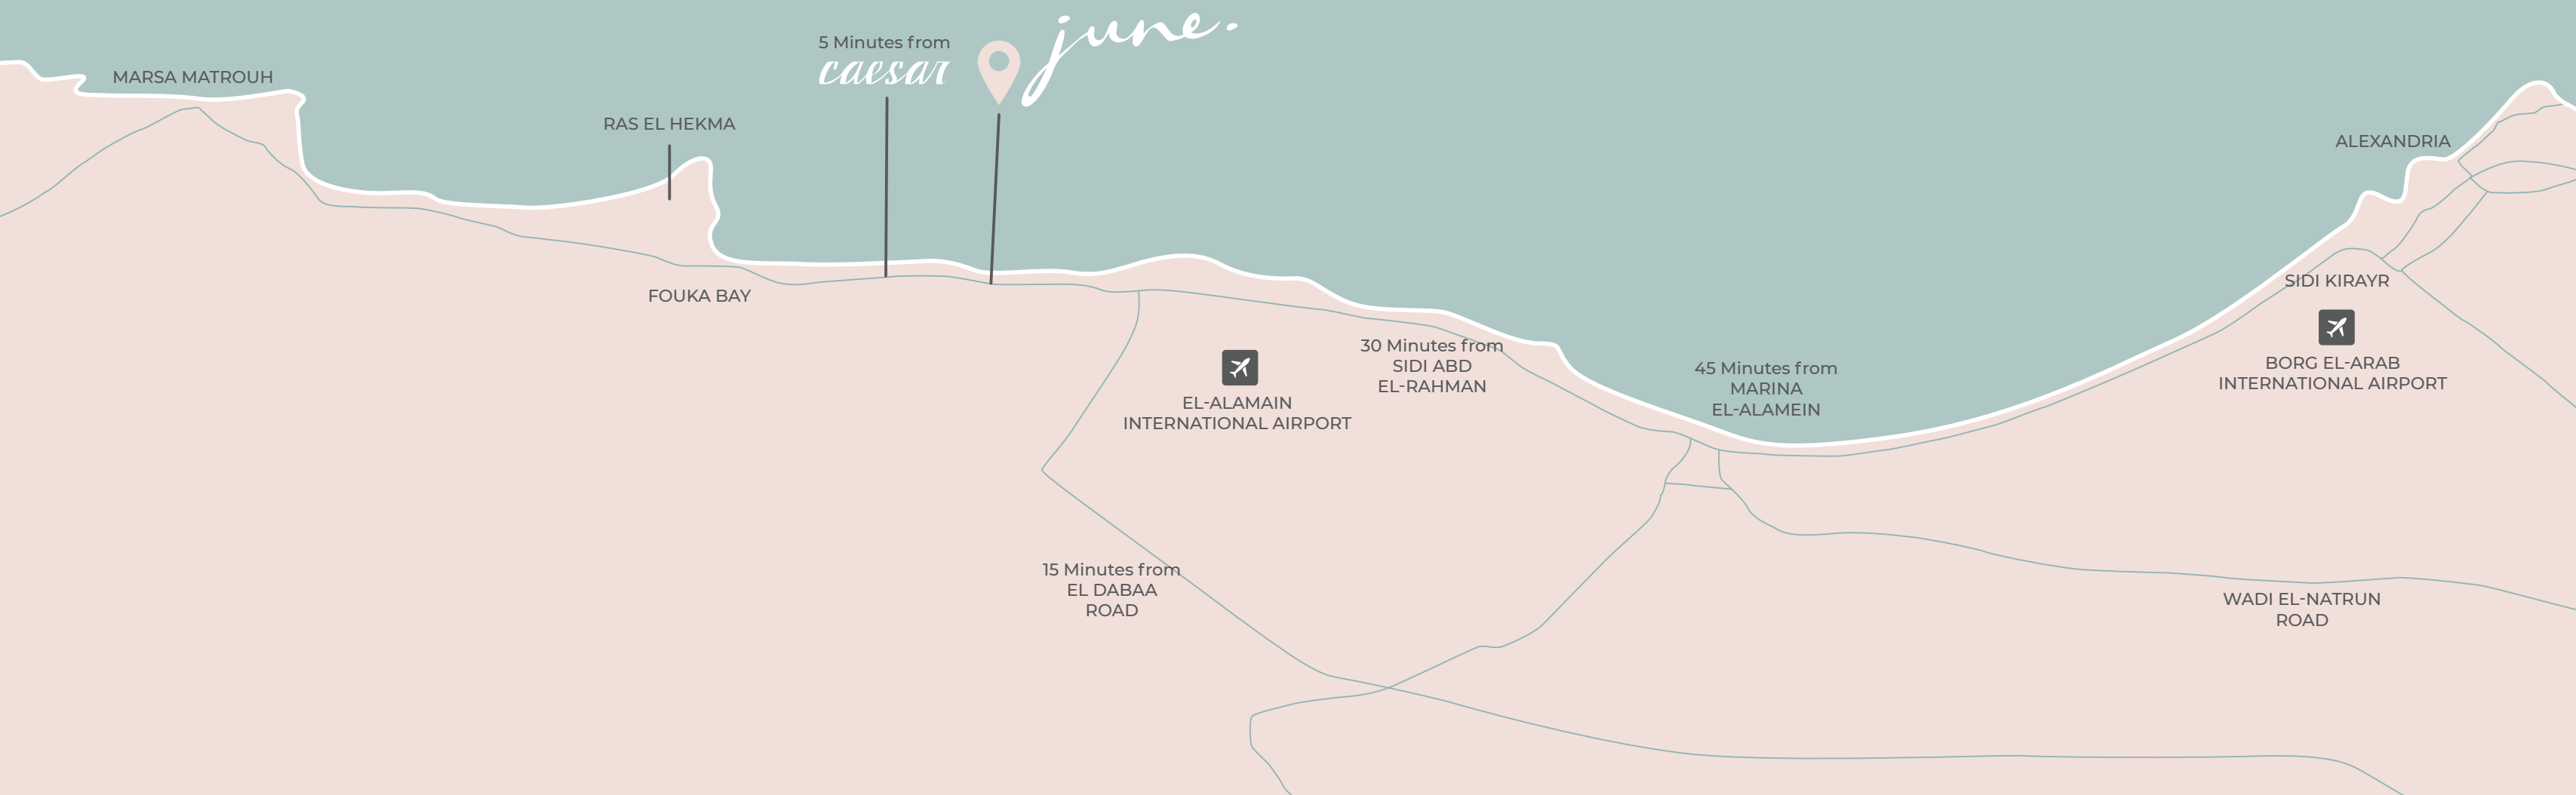 MARSA MATROUH
RAS EL HEKMA
FOUKA BAY
5 Minutes from
caesar
june.
EL-ALAMAIN
INTERNATIONAL AIRPORT
15 Minutes from
EL DABAA
ROAD
30 Minutes from
SIDI ABD
EL-RAHMAN
45 Minutes from
MARINA
EL-ALAMEIN
ALEXANDRIA
SIDI KIRAYR
BORG EL-ARAB
INTERNATIONAL AIRPORT
WADI EL-NATRUN
ROAD